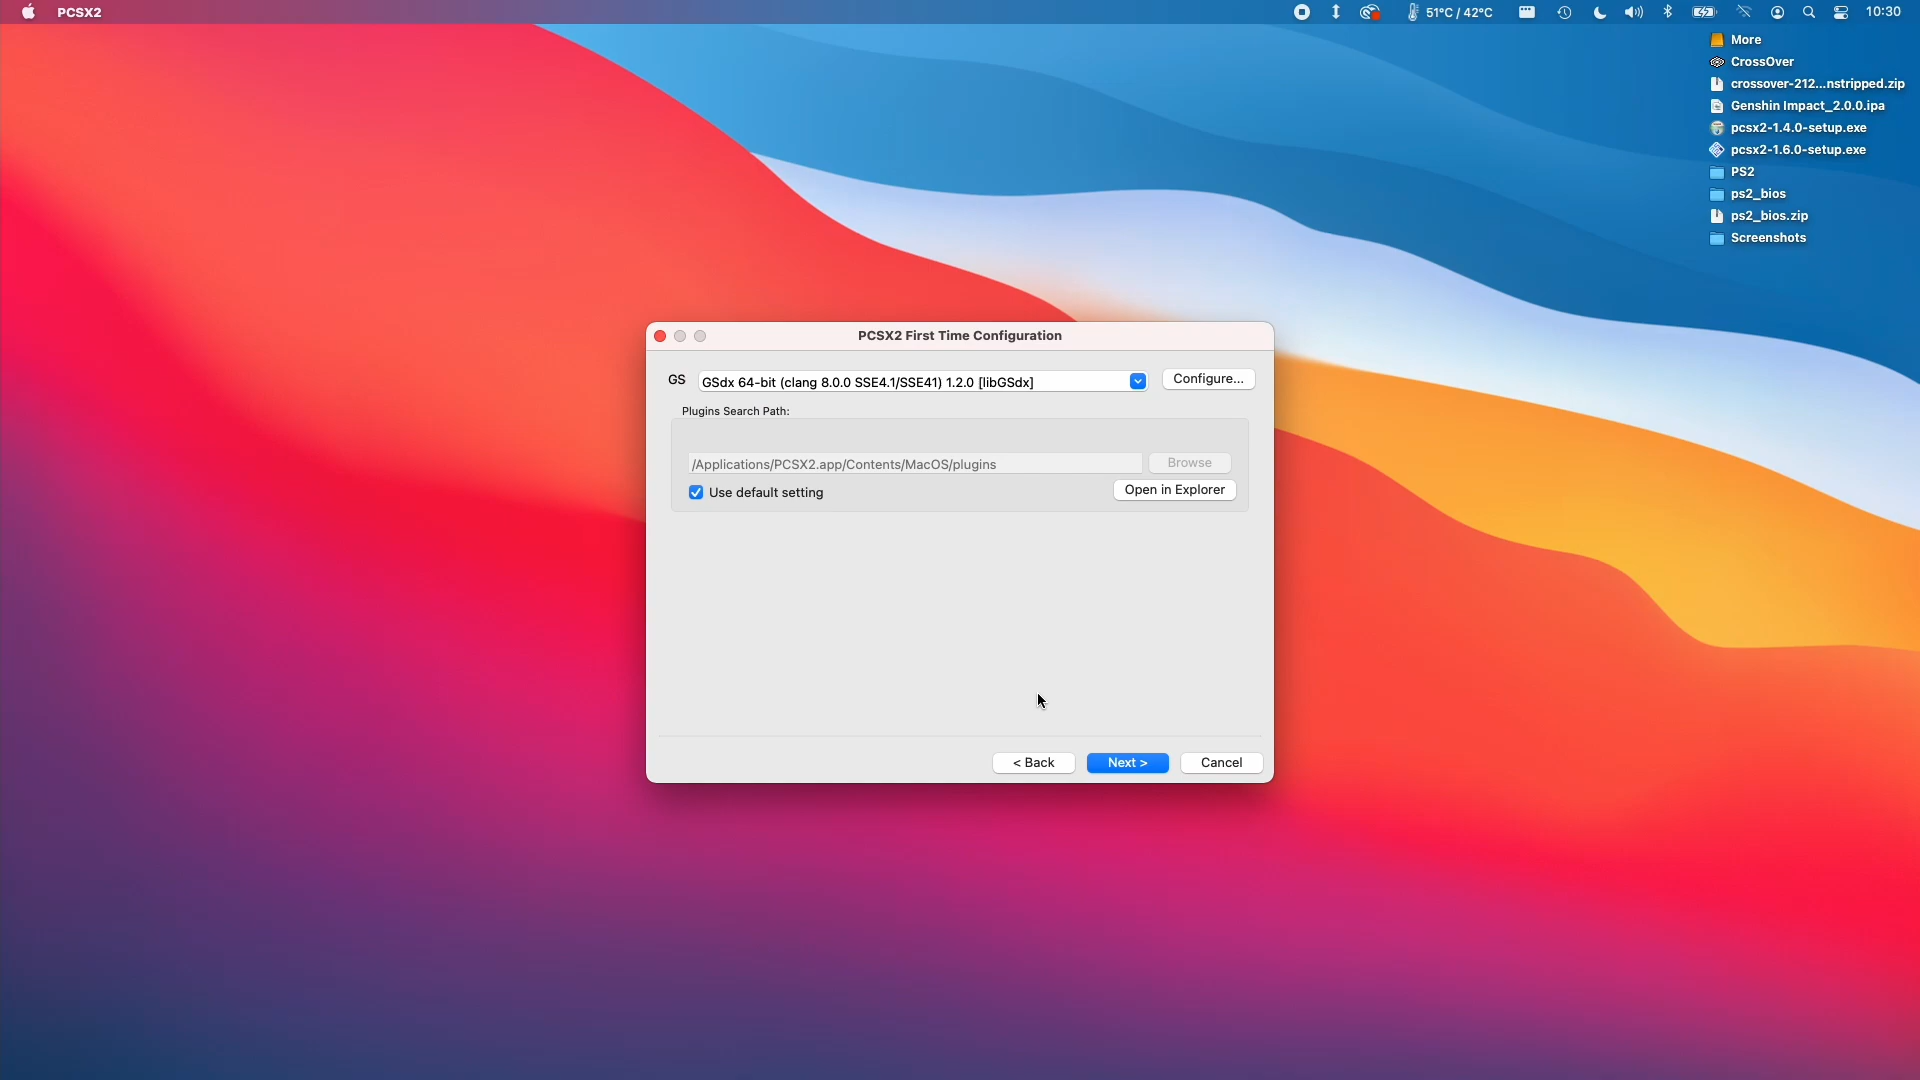 PCSX2
51°C / 42°C
10:30
More
CrossOver
crossover-212...nstripped.zip
Genshin Impact_2.0.0.ipa
pcsx2-1.4.0-setup.exe
pcsx2-1.6.0-setup.exe
PS2
ps2_bios
ps2_bios.zip
Screenshots
PCSX2 First Time Configuration
GS GSdx 64-bit (clang 8.0.0 SSE4.1/SSE41) 1.2.0 [libGSdx] Configure...
Plugins Search Path:
/Applications/PCSX2.app/Contents/MacOS/plugins Browse
Use default setting Open in Explorer
< Back Next > Cancel